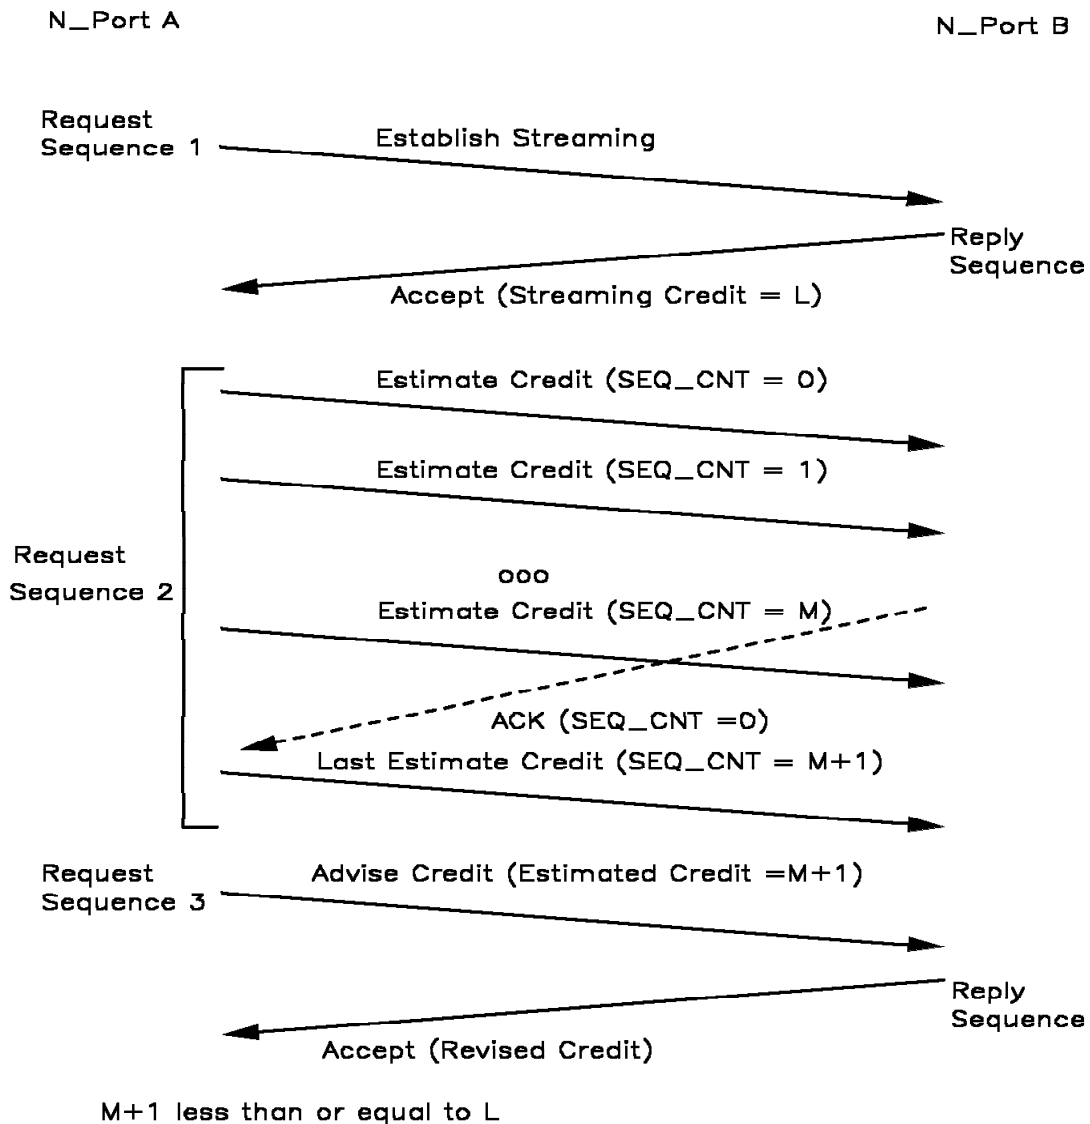 N_Port A
N_Port B
Request
Sequence 1
Establish Streaming
Reply
Sequence
Accept (Streaming Credit = L)
Estimate Credit (SEQ_CNT = 0)
Estimate Credit (SEQ_CNT = 1)
Request
Sequence 2
ooo
Estimate Credit (SEQ_CNT = M)
ACK (SEQ_CNT =0)
Last Estimate Credit (SEQ_CNT = M+1)
Request
Sequence 3
Advise Credit (Estimated Credit =M+1)
Reply
Sequence
Accept (Revised Credit)
M+1 less than or equal to L